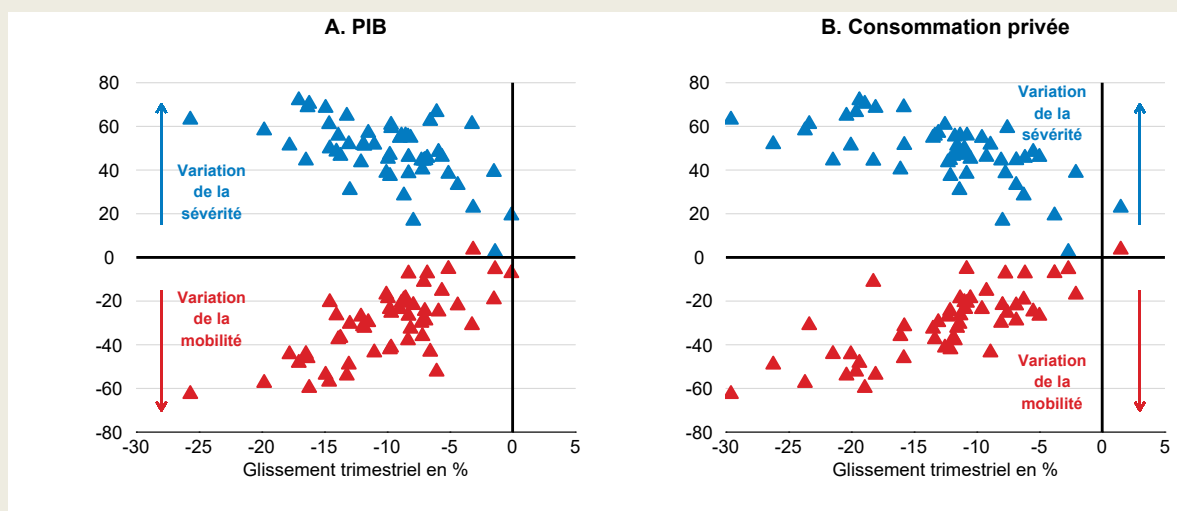 A. PIB
80
60
40
20
0
-20
-40
-60
-80
Variation
de la
sévérité
Variation
de la
mobilité
-30 -25 -20 -15 -10 -5 0 5
Glissement trimestriel en %
B. Consommation privée
80
60
40
20
0
-20
-40
-60
-80
Variation
de la
sévérité
Variation
de la
mobilité
-30 -25 -20 -15 -10 -5 0 5
Glissement trimestriel en %